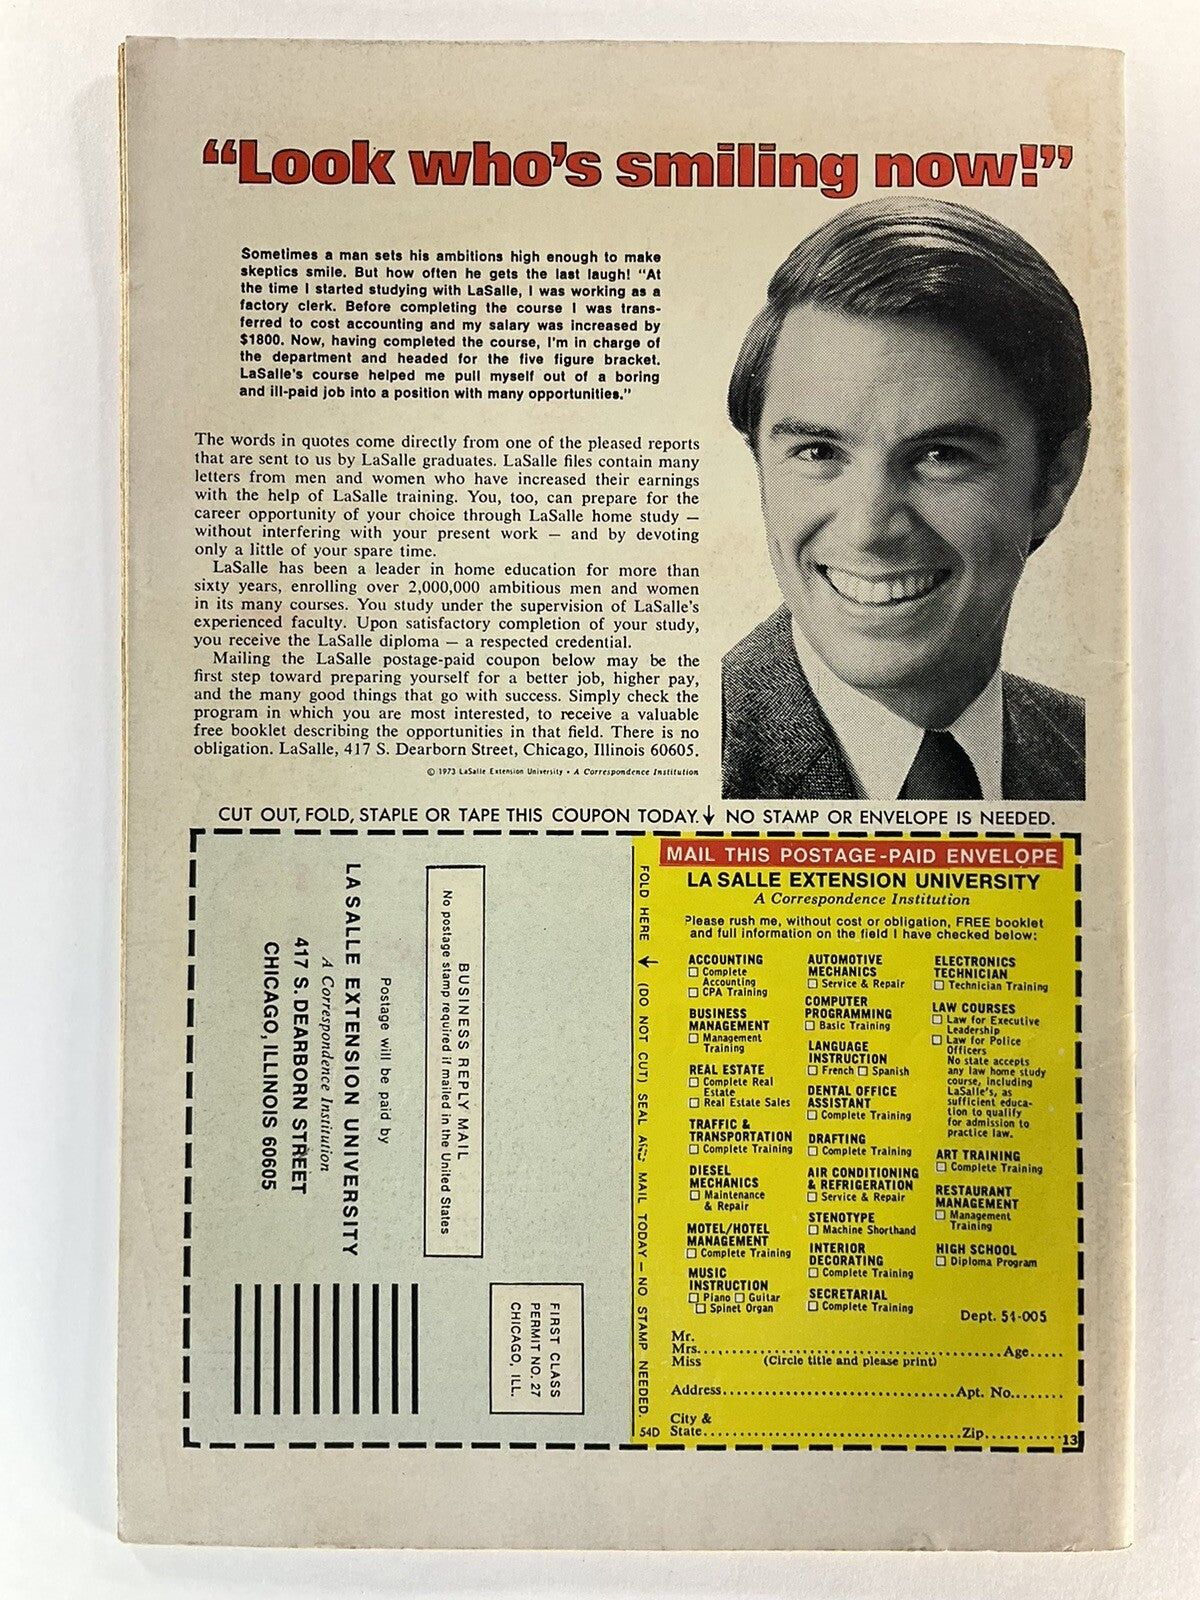 “Look who’s smiling now!”
Sometimes a man sets his ambitions high enough to make
skeptics smile. But how often he gets the last laugh! "At
the time I started studying with LaSalle, I was working as a
factory clerk. Before completing the course I was trans-
ferred to cost accounting and my salary was increased by
$1800. Now, having completed the course, I'm in charge of
the department and headed for the five figure bracket.
LaSalle's course helped me pull myself out of a boring
and ill-paid job into a position with many opportunities."
The words in quotes come directly from one of the pleased reports
that are sent to us by LaSalle graduates. LaSalle files contain many
letters from men and women who have increased their earnings
with the help of LaSalle training. You, too, can prepare for the
career opportunity of your choice through LaSalle home study —
without interfering with your present work — and by devoting
only a little of your spare time.
LaSalle has been a leader in home education for more than
sixty years, enrolling over 2,000,000 ambitious men and women
in its many courses. You study under the supervision of LaSalle's
experienced faculty. Upon satisfactory completion of your study,
you receive the LaSalle diploma — a respected credential.
Mailing the LaSalle postage-paid coupon below may be the
first step toward preparing yourself for a better job, higher pay,
and the many good things that go with success. Simply check the
program in which you are most interested, to receive a valuable
free booklet describing the opportunities in that field. There is no
obligation. LaSalle, 417 S. Dearborn Street, Chicago, Illinois 60605.
© 1973 LaSalle Extension University • A Correspondence Institution
CUT OUT, FOLD, STAPLE OR TAPE THIS COUPON TODAY.↓ NO STAMP OR ENVELOPE IS NEEDED.
FIRST CLASS
PERMIT NO. 27
CHICAGO, ILL.
BUSINESS REPLY MAIL
No postage stamp required if mailed in the United States
Postage will be paid by
LASALLE EXTENSION UNIVERSITY
A Correspondence Institution
417 S. DEARBORN STREET
CHICAGO, ILLINOIS 60605
FOLD HERE ← (DO NOT CUT) SEAL AND MAIL TODAY — NO STAMP NEEDED.
54D
MAIL THIS POSTAGE-PAID ENVELOPE
LA SALLE EXTENSION UNIVERSITY
A Correspondence Institution
Please rush me, without cost or obligation, FREE booklet
and full information on the field I have checked below:
ACCOUNTING
☐ Complete
Accounting
☐ CPA Training
BUSINESS
MANAGEMENT
☐ Management
Training
REAL ESTATE
☐ Complete Real
Estate
☐ Real Estate Sales
TRAFFIC &
TRANSPORTATION
☐ Complete Training
DIESEL
MECHANICS
☐ Maintenance
& Repair
MOTEL/HOTEL
MANAGEMENT
☐ Complete Training
MUSIC
INSTRUCTION
☐ Piano ☐ Guitar
☐ Spinet Organ
AUTOMOTIVE
MECHANICS
☐ Service & Repair
COMPUTER
PROGRAMMING
☐ Basic Training
LANGUAGE
INSTRUCTION
☐ French ☐ Spanish
DENTAL OFFICE
ASSISTANT
☐ Complete Training
DRAFTING
☐ Complete Training
AIR CONDITIONING
& REFRIGERATION
☐ Service & Repair
STENOTYPE
☐ Machine Shorthand
INTERIOR
DECORATING
☐ Complete Training
SECRETARIAL
☐ Complete Training
ELECTRONICS
TECHNICIAN
☐ Technician Training
LAW COURSES
☐ Law for Executive
Leadership
☐ Law for Police
Officers
No state accepts
any law home study
course, including
LaSalle's, as
sufficient educa-
tion to qualify
for admission to
practice law.
ART TRAINING
☐ Complete Training
RESTAURANT
MANAGEMENT
☐ Management
Training
HIGH SCHOOL
☐ Diploma Program
Dept. 51-005
Mr.
Mrs. Age
Miss (Circle title and please print)
Address Apt. No.
City &
State Zip
13